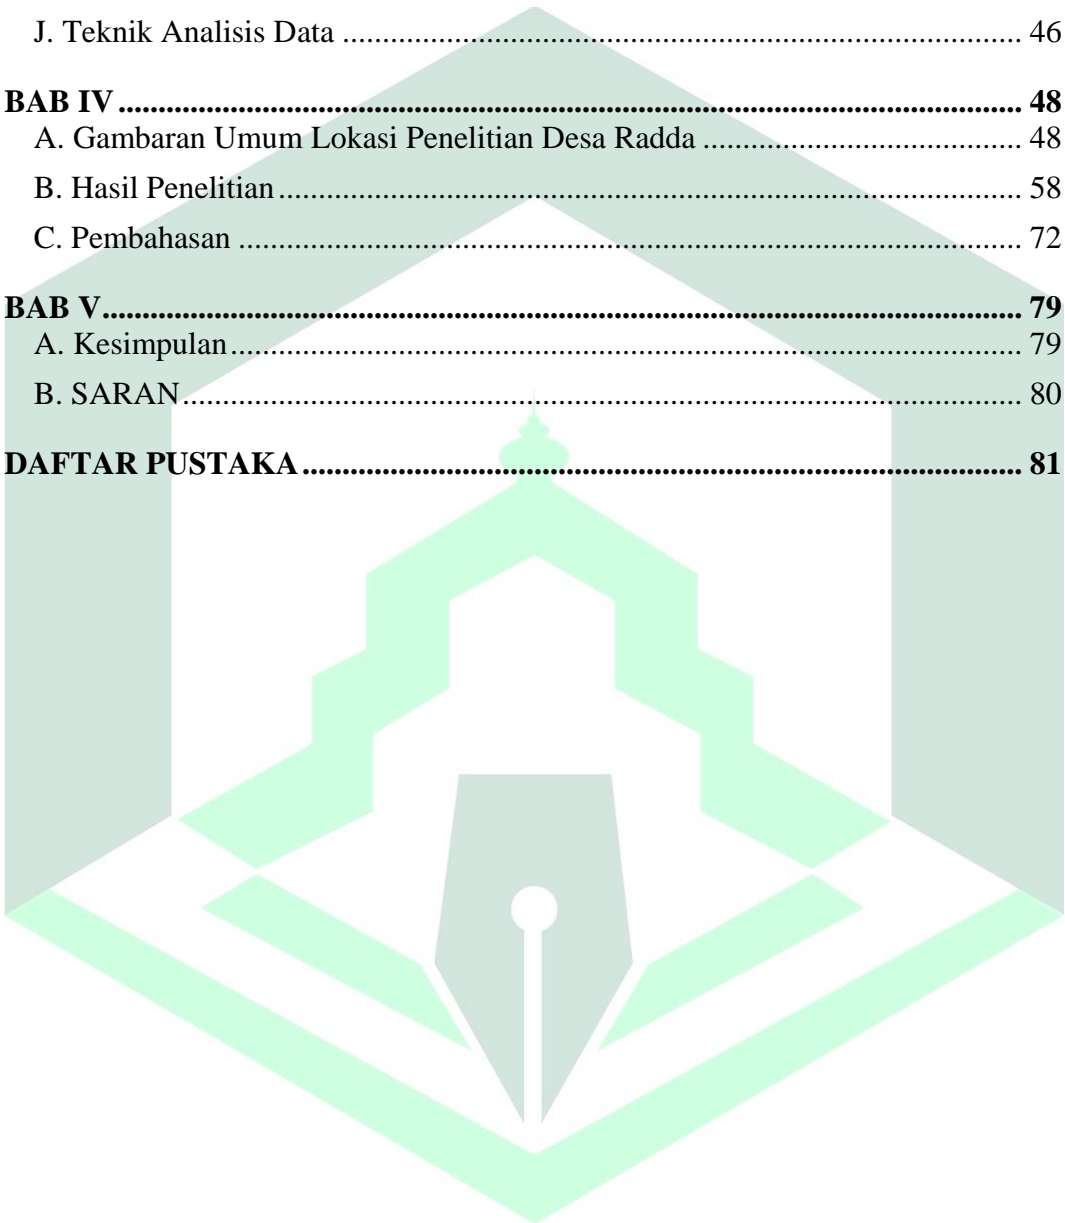 J. Teknik Analisis Data ..................................................................................... 46
BAB IV ................................................................................................................. 48
A. Gambaran Umum Lokasi Penelitian Desa Radda ........................................ 48
B. Hasil Penelitian ............................................................................................. 58
C. Pembahasan .................................................................................................. 72
BAB V ................................................................................................................... 79
A. Kesimpulan ................................................................................................... 79
B. SARAN ......................................................................................................... 80
DAFTAR PUSTAKA .......................................................................................... 81